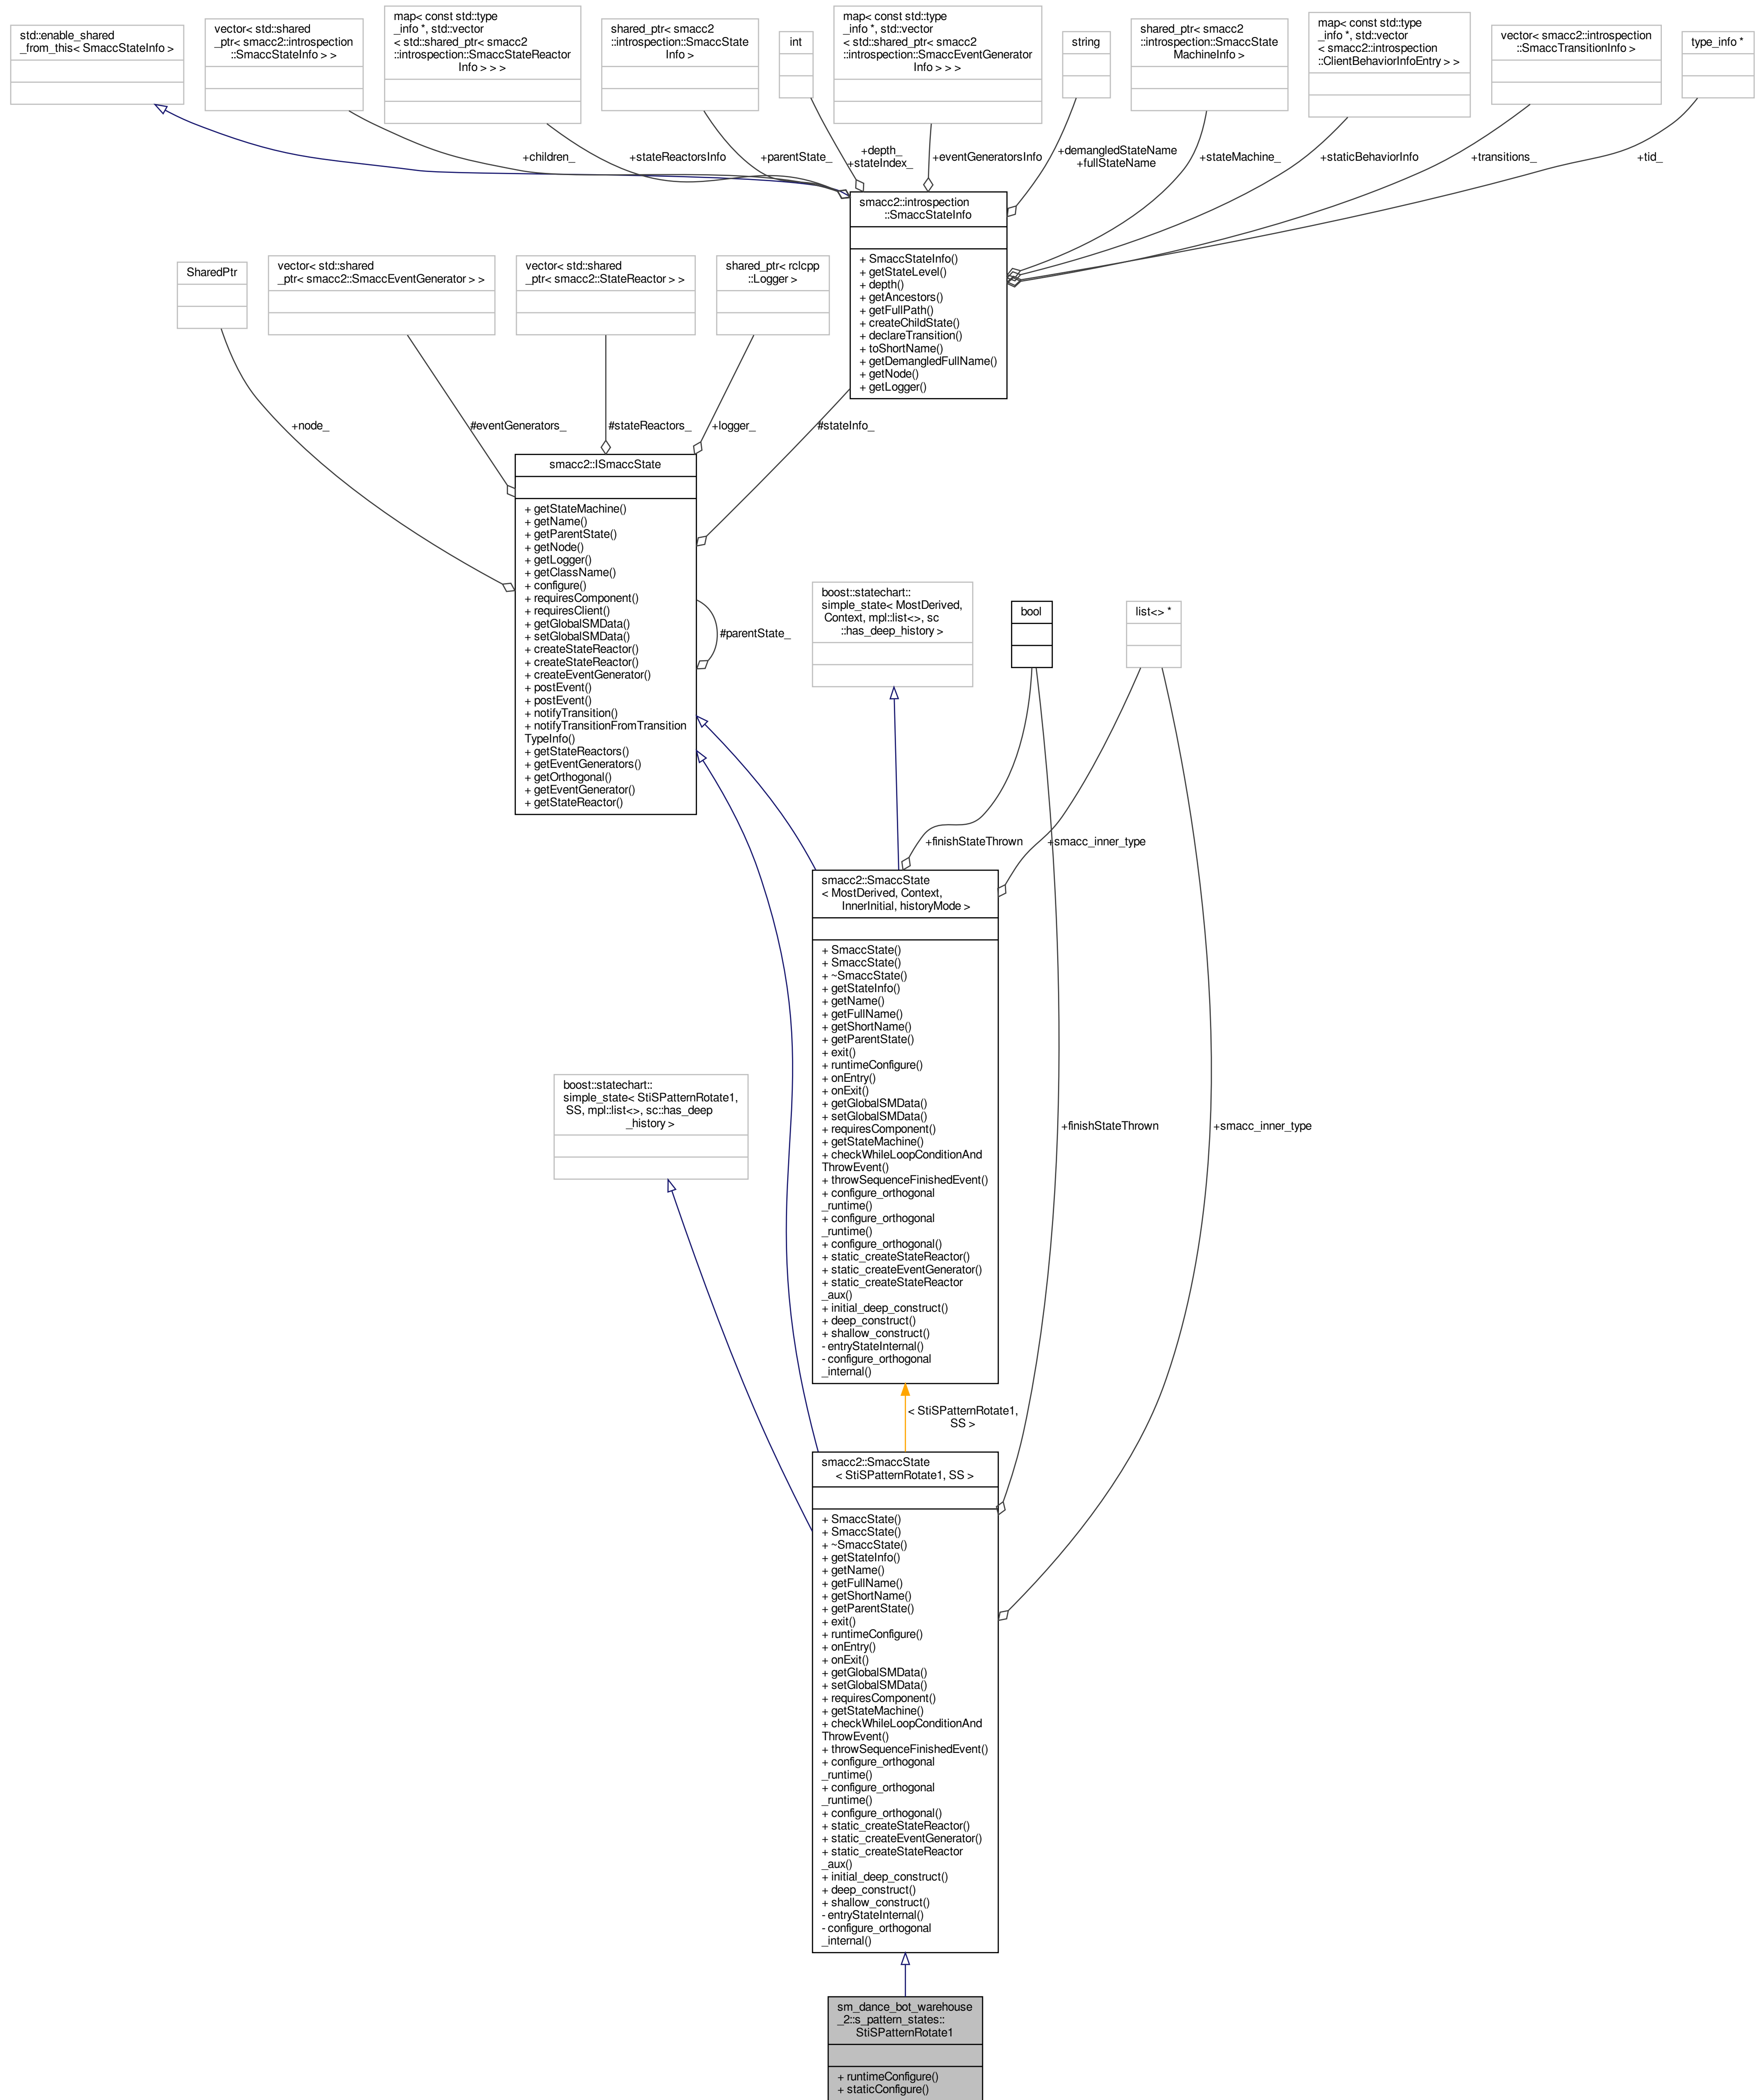 std::enable_shared
_from_this< SmaccStateInfo >
vector< std::shared
_ptr< smacc2::introspection
::SmaccStateInfo > >
map< const std::type
_info *, std::vector
< std::shared_ptr< smacc2
::introspection::SmaccStateReactor
Info > > >
shared_ptr< smacc2
::introspection::SmaccState
Info >
int
map< const std::type
_info *, std::vector
< std::shared_ptr< smacc2
::introspection::SmaccEventGenerator
Info > > >
string
shared_ptr< smacc2
::introspection::SmaccState
MachineInfo >
map< const std::type
_info *, std::vector
< smacc2::introspection
::ClientBehaviorInfoEntry > >
vector< smacc2::introspection
::SmaccTransitionInfo >
type_info *
+children_
+stateReactorsInfo
+parentState_
+depth_
+stateIndex_
+eventGeneratorsInfo
+demangledStateName
+fullStateName
+stateMachine_
+staticBehaviorInfo
+transitions_
+tid_
smacc2::introspection
::SmaccStateInfo
+ SmaccStateInfo()
+ getStateLevel()
+ depth()
+ getAncestors()
+ getFullPath()
+ createChildState()
+ declareTransition()
+ toShortName()
+ getDemangledFullName()
+ getNode()
+ getLogger()
SharedPtr
vector< std::shared
_ptr< smacc2::SmaccEventGenerator > >
vector< std::shared
_ptr< smacc2::StateReactor > >
shared_ptr< rclcpp
::Logger >
+node_
#eventGenerators_
#stateReactors_
+logger_
#stateInfo_
smacc2::ISmaccState
+ getStateMachine()
+ getName()
+ getParentState()
+ getNode()
+ getLogger()
+ getClassName()
+ configure()
+ requiresComponent()
+ requiresClient()
+ getGlobalSMData()
+ setGlobalSMData()
+ createStateReactor()
+ createStateReactor()
+ createEventGenerator()
+ postEvent()
+ postEvent()
+ notifyTransition()
+ notifyTransitionFromTransition
TypeInfo()
+ getStateReactors()
+ getEventGenerators()
+ getOrthogonal()
+ getEventGenerator()
+ getStateReactor()
#parentState_
boost::statechart::
simple_state< MostDerived,
Context, mpl::list<>, sc
::has_deep_history >
bool
list<> *
+finishStateThrown
+smacc_inner_type
smacc2::SmaccState
< MostDerived, Context,
InnerInitial, historyMode >
+ SmaccState()
+ SmaccState()
+ ~SmaccState()
+ getStateInfo()
+ getName()
+ getFullName()
+ getShortName()
+ getParentState()
+ exit()
+ runtimeConfigure()
+ onEntry()
+ onExit()
+ getGlobalSMData()
+ setGlobalSMData()
+ requiresComponent()
+ getStateMachine()
+ checkWhileLoopConditionAnd
ThrowEvent()
+ throwSequenceFinishedEvent()
+ configure_orthogonal
_runtime()
+ configure_orthogonal
_runtime()
+ configure_orthogonal()
+ static_createStateReactor()
+ static_createEventGenerator()
+ static_createStateReactor
_aux()
+ initial_deep_construct()
+ deep_construct()
+ shallow_construct()
- entryStateInternal()
- configure_orthogonal
_internal()
boost::statechart::
simple_state< StiSPatternRotate1,
SS, mpl::list<>, sc::has_deep
_history >
+finishStateThrown
+smacc_inner_type
< StiSPatternRotate1,
SS >
smacc2::SmaccState
< StiSPatternRotate1, SS >
+ SmaccState()
+ SmaccState()
+ ~SmaccState()
+ getStateInfo()
+ getName()
+ getFullName()
+ getShortName()
+ getParentState()
+ exit()
+ runtimeConfigure()
+ onEntry()
+ onExit()
+ getGlobalSMData()
+ setGlobalSMData()
+ requiresComponent()
+ getStateMachine()
+ checkWhileLoopConditionAnd
ThrowEvent()
+ throwSequenceFinishedEvent()
+ configure_orthogonal
_runtime()
+ configure_orthogonal
_runtime()
+ configure_orthogonal()
+ static_createStateReactor()
+ static_createEventGenerator()
+ static_createStateReactor
_aux()
+ initial_deep_construct()
+ deep_construct()
+ shallow_construct()
- entryStateInternal()
- configure_orthogonal
_internal()
sm_dance_bot_warehouse
_2::s_pattern_states::
StiSPatternRotate1
+ runtimeConfigure()
+ staticConfigure()